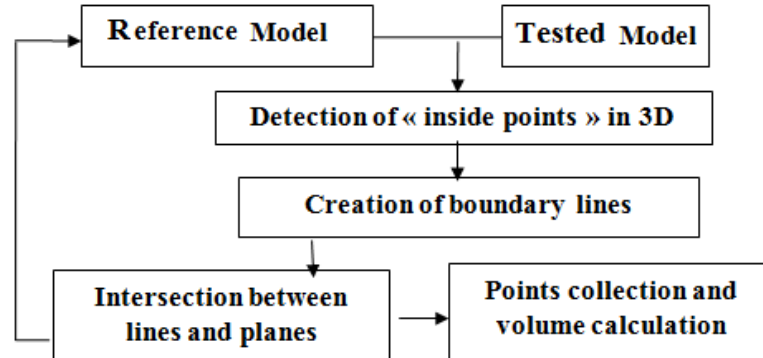 Reference Model
Tested Model
Detection of « inside points » in 3D
Creation of boundary lines
Intersection between
lines and planes
Points collection and
volume calculation